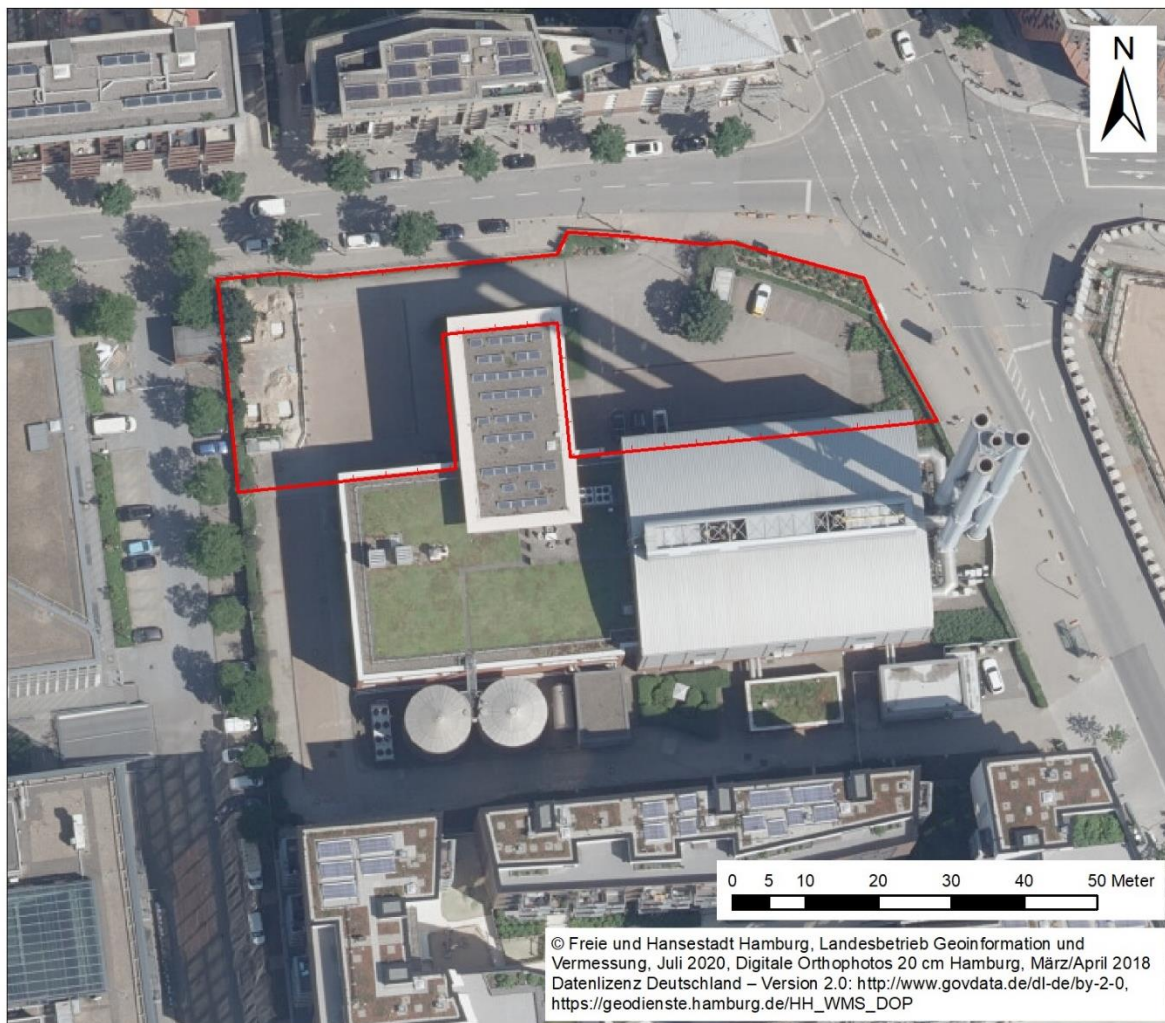 N
0 5 10 20 30 40 50 Meter
© Freie und Hansestadt Hamburg, Landesbetrieb Geoinformation und
Vermessung, Juli 2020, Digitale Orthophotos 20 cm Hamburg, März/April 2018
Datenlizenz Deutschland – Version 2.0: http://www.govdata.de/dl-de/by-2-0,
https://geodienste.hamburg.de/HH_WMS_DOP